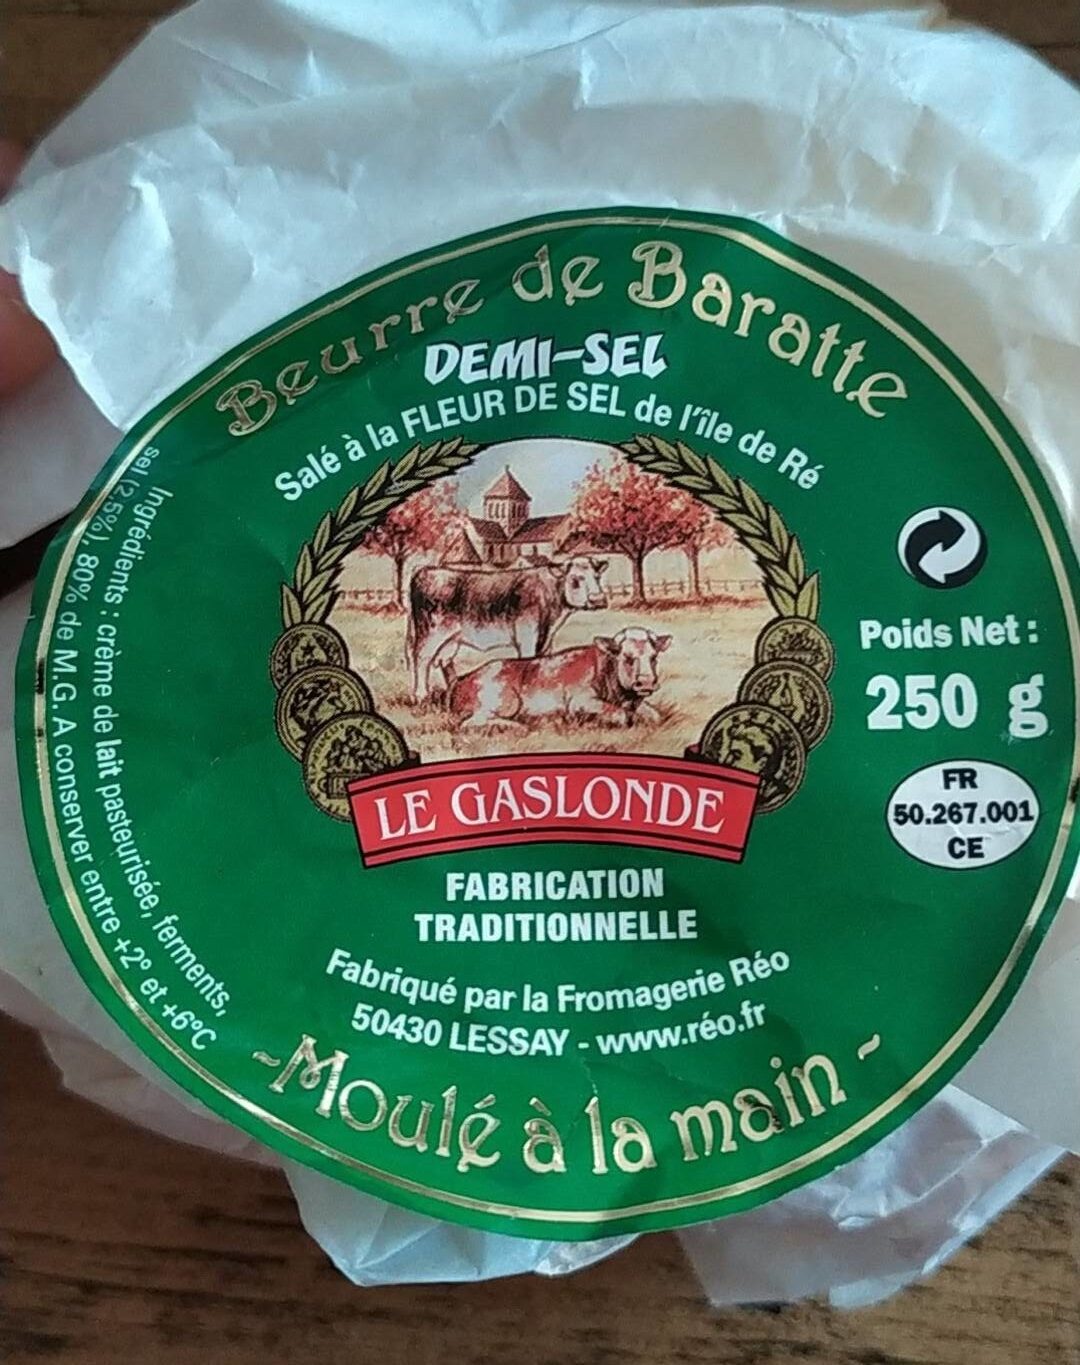 Beurre de Baratte
DEMI-SEL
Salé à la FLEUR DE SEL de l'île de Ré
LE GASLONDE
FABRICATION
TRADITIONNELLE
Fabriqué par la Fromagerie Réo
50430 LESSAY - www.réo.fr
-Moulé à la main-
Poids Net :
250 g
FR
50.267.001
CE
Ingrédients : crème de lait pasteurisée, ferments,
sel (2,5%), 80% de M.G. A conserver entre +2° et +6°C